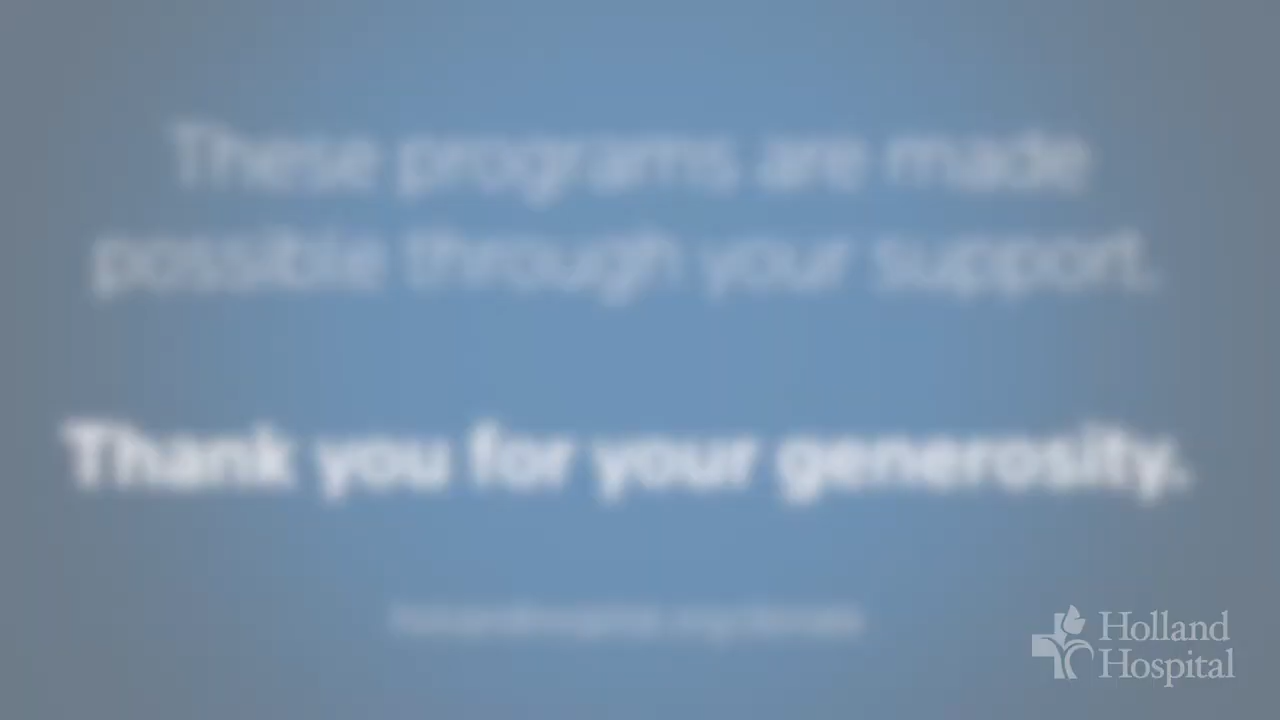 These programs are made
possible through your support.
Thank you for your generosity.
Holland
Hospital